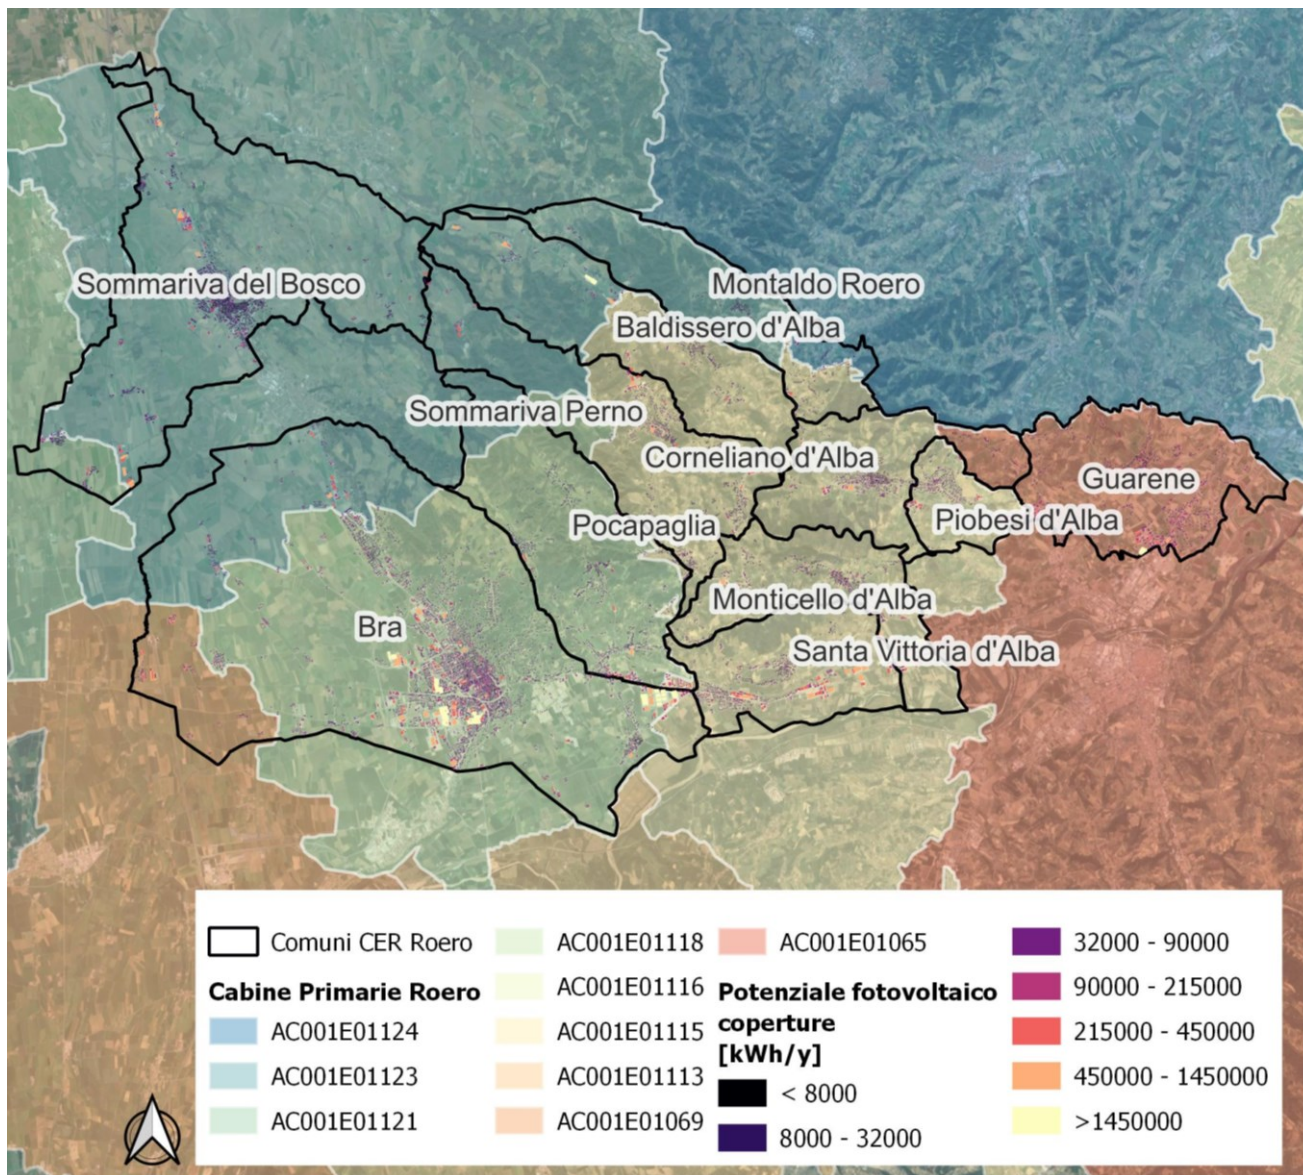 Sommariva del Bosco
Montaldo Roero
Baldissero d'Alba
Sommariva Perno
Corneliano d'Alba
Guarene
Pocapaglia
Piobesi d'Alba
Monticello d'Alba
Bra
Santa Vittoria d'Alba
Comuni CER Roero
Cabine Primarie Roero
AC001E01124
AC001E01123
AC001E01121
AC001E01118
AC001E01116
AC001E01115
AC001E01113
AC001E01069
AC001E01065
Potenziale fotovoltaico
coperture
[kWh/y]
< 8000
8000 - 32000
32000 - 90000
90000 - 215000
215000 - 450000
450000 - 1450000
>1450000